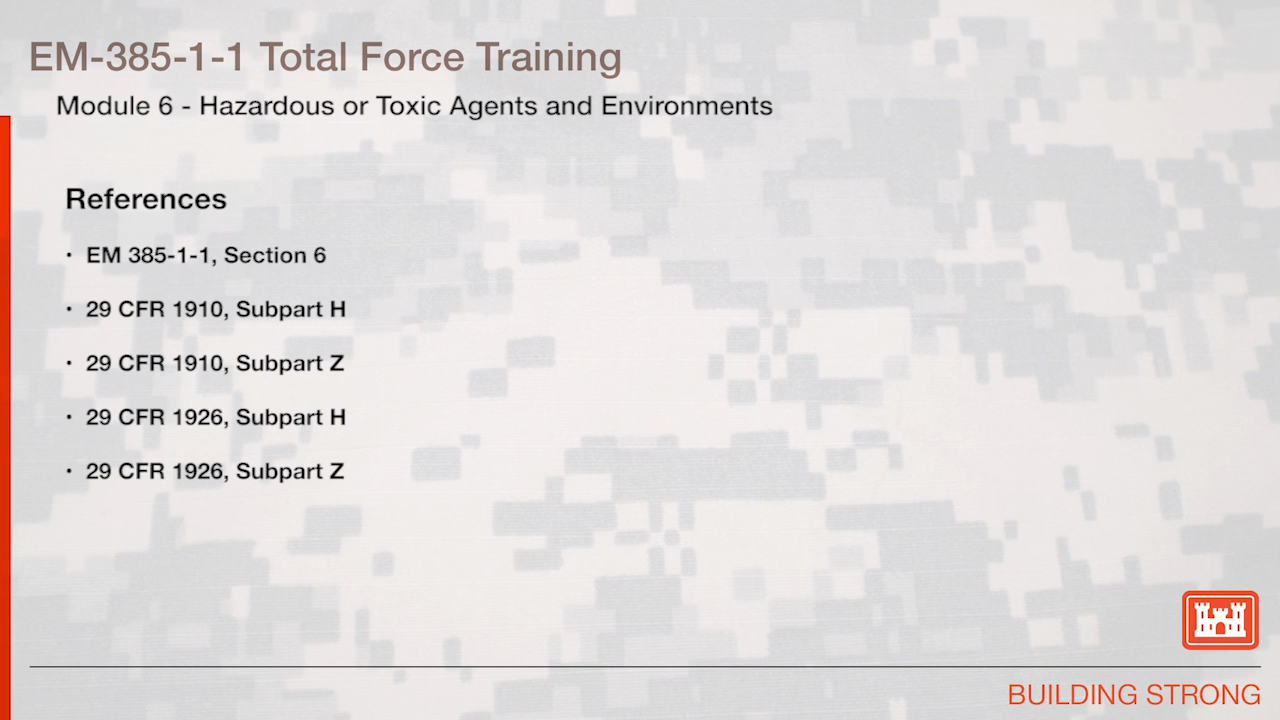 EM-385-1-1 Total Force Training
Module 6 - Hazardous or Toxic Agents and Environments
References
· EM 385-1-1, Section 6
· 29 CFR 1910, Subpart H
· 29 CFR 1910, Subpart Z
· 29 CFR 1926, Subpart H
· 29 CFR 1926, Subpart Z
BUILDING STRONG